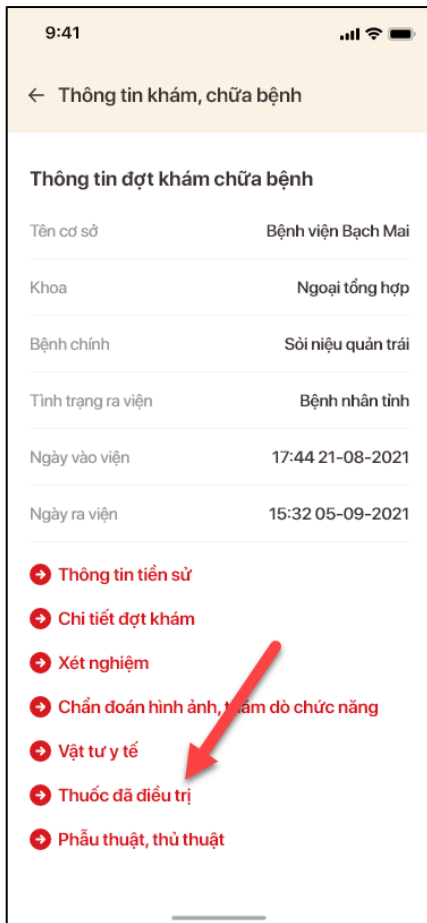 9:41
Thông tin khám, chữa bệnh
Thông tin đợt khám chữa bệnh
Tên cơ sở Bệnh viện Bạch Mai
Khoa Ngoại tổng hợp
Bệnh chính Sỏi niệu quản trái
Tình trạng ra viện Bệnh nhân tỉnh
Ngày vào viện 17:44 21-08-2021
Ngày ra viện 15:32 05-09-2021
Thông tin tiền sử
Chi tiết đợt khám
Xét nghiệm
Chẩn đoán hình ảnh, thăm dò chức năng
Vật tư y tế
Thuốc đã điều trị
Phẫu thuật, thủ thuật